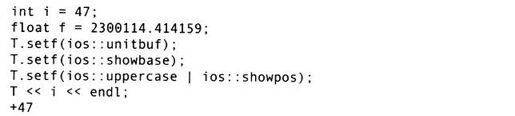 int i = 47;
float f = 2300114.414159;
T.setf(ios::unitbuf);
T.setf(ios::showbase);
T.setf(ios::uppercase | ios::showpos);
T << i << endl;
+47